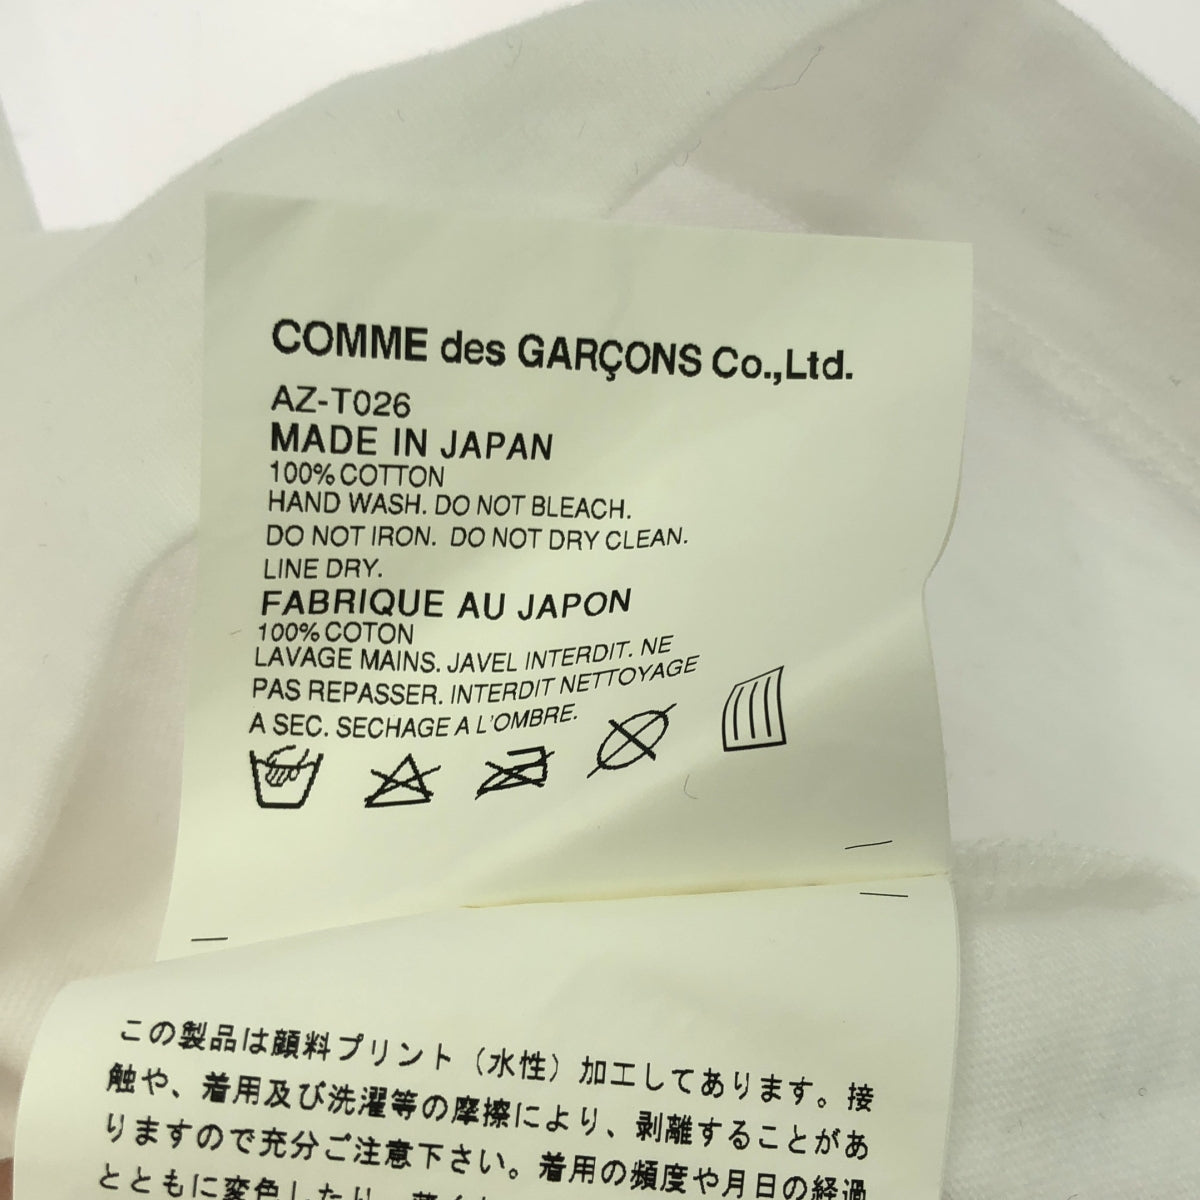 COMME des GARÇONS Co.,Ltd.
AZ-T026
MADE IN JAPAN
100% COTTON
HAND WASH. DO NOT BLEACH.
DO NOT IRON. DO NOT DRY CLEAN.
LINE DRY.
FABRIQUE AU JAPON
100% COTON
LAVAGE MAINS. JAVEL INTERDIT. NE
PAS REPASSER. INTERDIT NETTOYAGE
A SEC. SECHAGE A L'OMBRE.
この製品は顔料プリント（水性）加工してあります。接
触や、着用及び洗濯等の摩擦により、剥離することがあ
りますので充分ご注意下さい。着用の頻度や月日の経過
とともに変色したり、